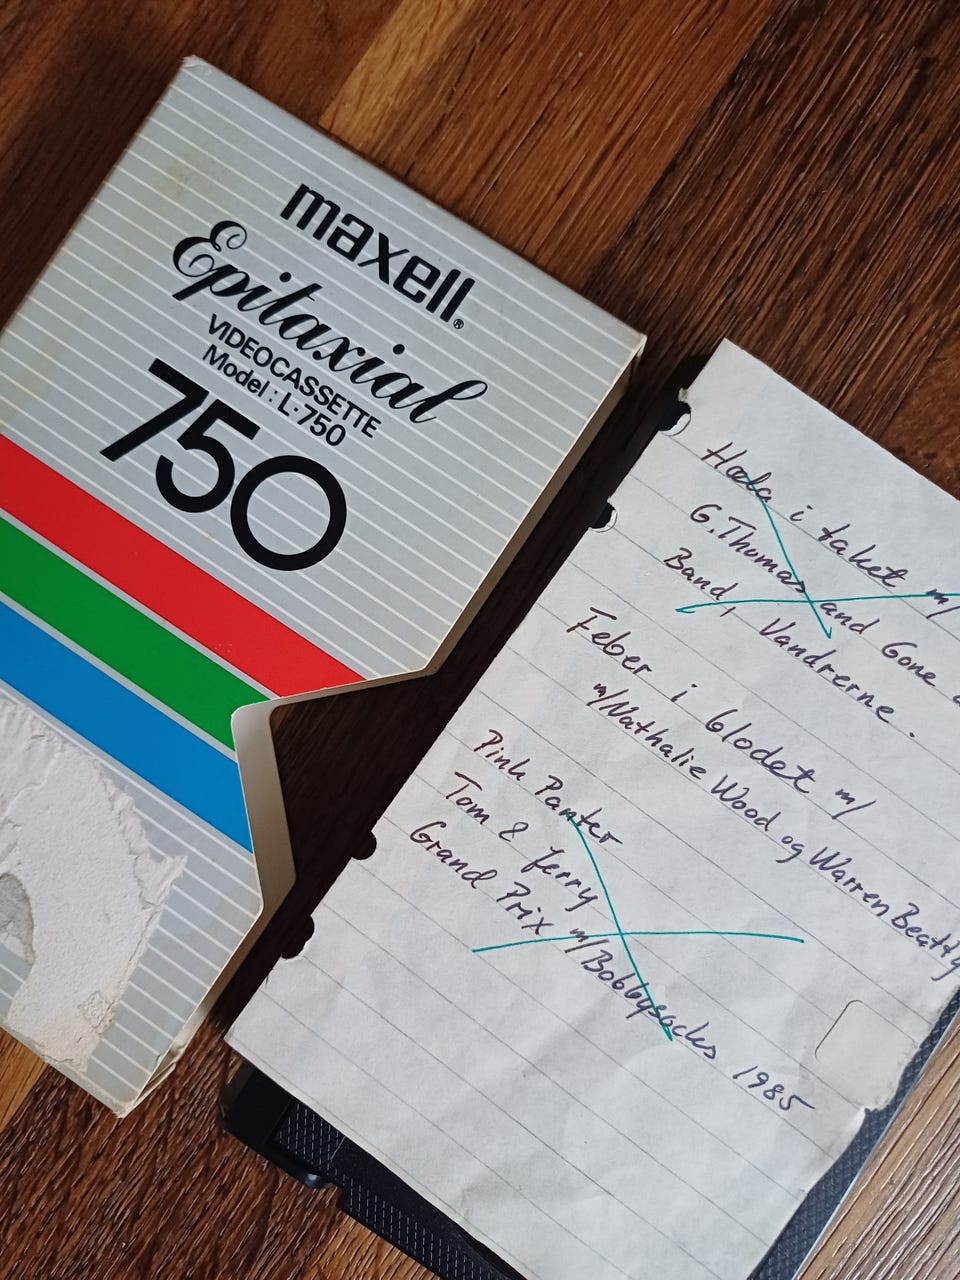 maxell®
Epitaxial
VIDEOCASSETTE
Model : L-750
750
i taket m/
G. Thomas and Gone
Band, Vandrerne.
Feber i blodet m/
m/Nathalie Wood og Warren Beatty
Pink Panter
Tom & Jerry
Grand Prix m/Bobbysocks 1985